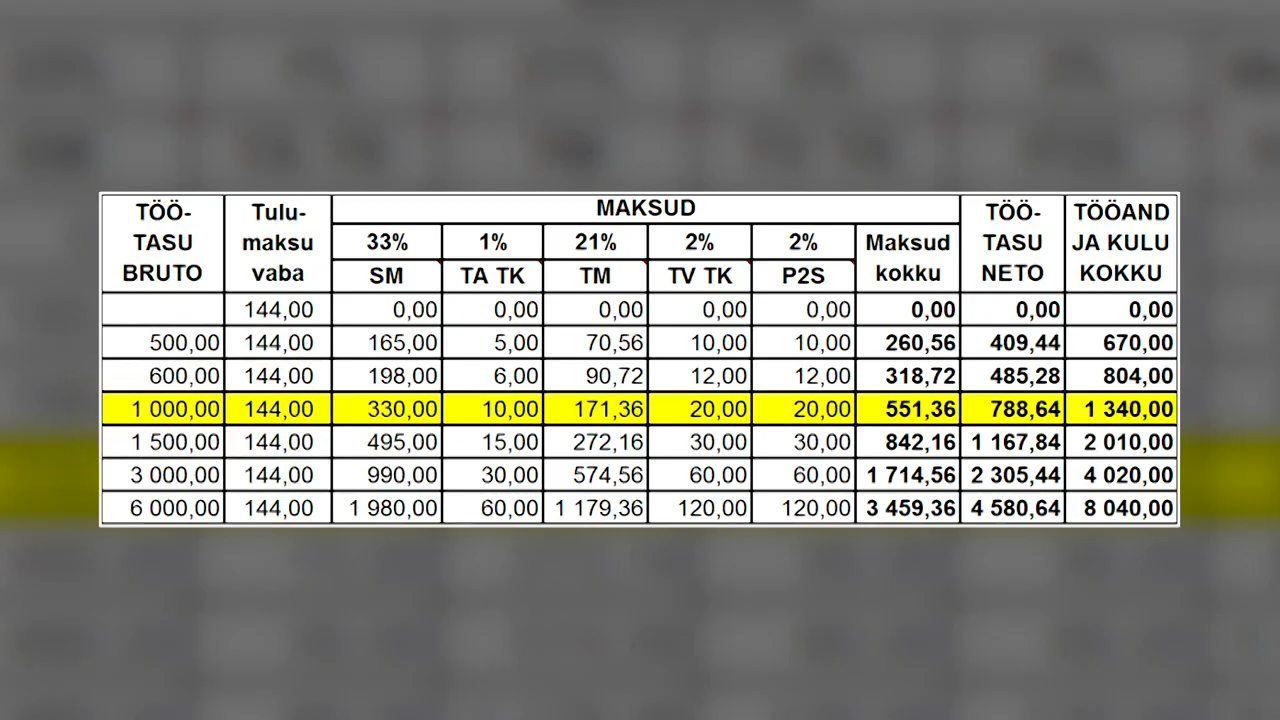 TÖÖ-
TASU
BRUTO
Tulu-
maksu
vaba
MAKSUD
33% 1% 21% 2% 2%
SM TA TK TM TV TK P2S
Maksud
kokku
TÖÖ-
TASU
NETO
TÖÖAND
JA KULU
KOKKU
144,00 0,00 0,00 0,00 0,00 0,00 0,00 0,00 0,00
500,00 144,00 165,00 5,00 70,56 10,00 10,00 260,56 409,44 670,00
600,00 144,00 198,00 6,00 90,72 12,00 12,00 318,72 485,28 804,00
1 000,00 144,00 330,00 10,00 171,36 20,00 20,00 551,36 788,64 1 340,00
1 500,00 144,00 495,00 15,00 272,16 30,00 30,00 842,16 1 167,84 2 010,00
3 000,00 144,00 990,00 30,00 574,56 60,00 60,00 1 714,56 2 305,44 4 020,00
6 000,00 144,00 1 980,00 60,00 1 179,36 120,00 120,00 3 459,36 4 580,64 8 040,00